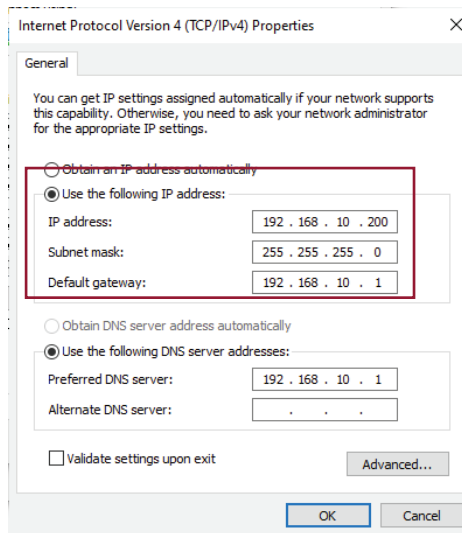 Internet Protocol Version 4 (TCP/IPv4) Properties
General
You can get IP settings assigned automatically if your network supports
this capability. Otherwise, you need to ask your network administrator
for the appropriate IP settings.
Obtain an IP address automatically
Use the following IP address:
IP address: 192 . 168 . 10 . 200
Subnet mask: 255 . 255 . 255 . 0
Default gateway: 192 . 168 . 10 . 1
Obtain DNS server address automatically
Use the following DNS server addresses:
Preferred DNS server: 192 . 168 . 10 . 1
Alternate DNS server: . . .
Validate settings upon exit
Advanced...
OK Cancel